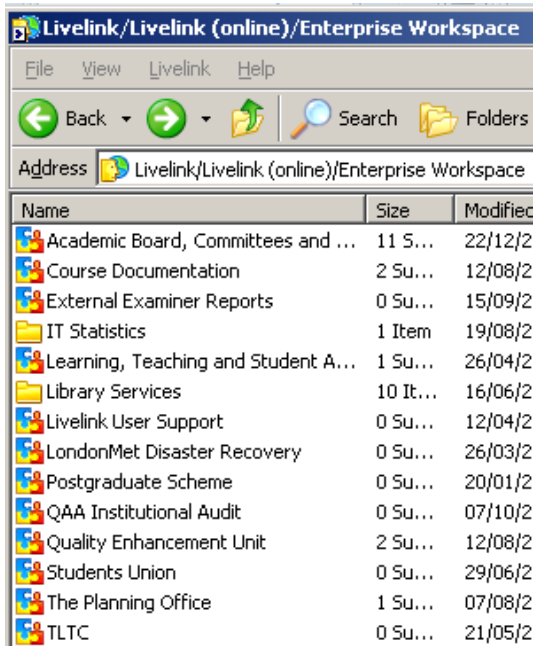 Livelink/Livelink (online)/Enterprise Workspace
File View Livelink Help
Back Search Folders
Address Livelink/Livelink (online)/Enterprise Workspace
Name Size Modified
Academic Board, Committees and ... 11 S... 22/12/2
Course Documentation 2 Su... 12/08/2
External Examiner Reports 0 Su... 15/09/2
IT Statistics 1 Item 19/08/2
Learning, Teaching and Student A... 1 Su... 26/04/2
Library Services 10 It... 16/06/2
Livelink User Support 0 Su... 12/04/2
LondonMet Disaster Recovery 0 Su... 26/03/2
Postgraduate Scheme 0 Su... 20/01/2
QAA Institutional Audit 0 Su... 07/10/2
Quality Enhancement Unit 2 Su... 12/08/2
Students Union 0 Su... 29/06/2
The Planning Office 1 Su... 07/08/2
TLTC 0 Su... 21/05/2